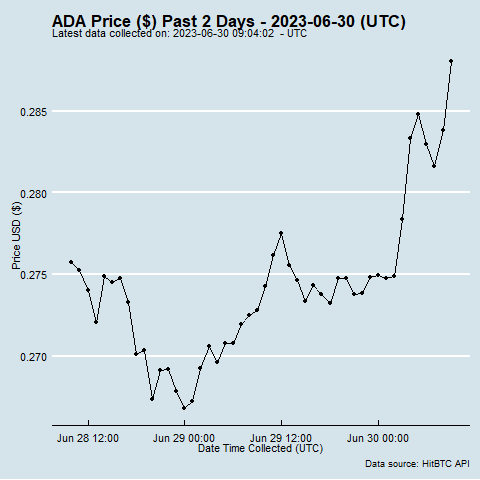 ADA Price ($) Past 2 Days - 2023-06-30 (UTC)
Latest data collected on: 2023-06-30 09:04:02  - UTC
0.285
0.280
0.275
0.270
Price USD ($)
Jun 28 12:00 Jun 29 00:00 Jun 29 12:00 Jun 30 00:00
Date Time Collected (UTC)
Data source: HitBTC API